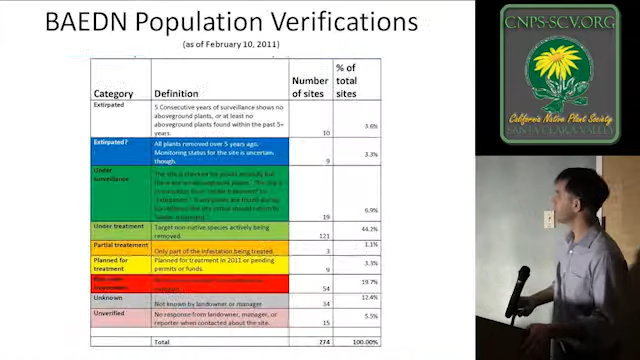 BAEDN Population Verifications
(as of February 10, 2011)
Category Definition Number of sites % of total sites
Extirpated 5 Consecutive years of surveillance shows no
aboveground plants, or at least no
aboveground plants found within the past 5+
years. 10 3.6%
Extirpated? All plants removed over 5 years ago.
Monitoring status for the site is uncertain
though. 9 3.3%
Under
surveillance
19 6.9%
Under treatment Target non-native species actively being
removed. 121 44.2%
Partial treatement Only part of the infestation being treated. 3 1.1%
Planned for
treatment Planned for treatment in 2011 or pending
permits or funds. 9 3.3%
54 19.7%
Unknown Not known by landowner or manager 34 12.4%
Unverified No response from landowner, manager, or
reporter when contacted about the site. 15 5.5%
Total 274 100.00%
CNPS-SCV.ORG
California Native Plant Society
SANTA CLARA VALLEY